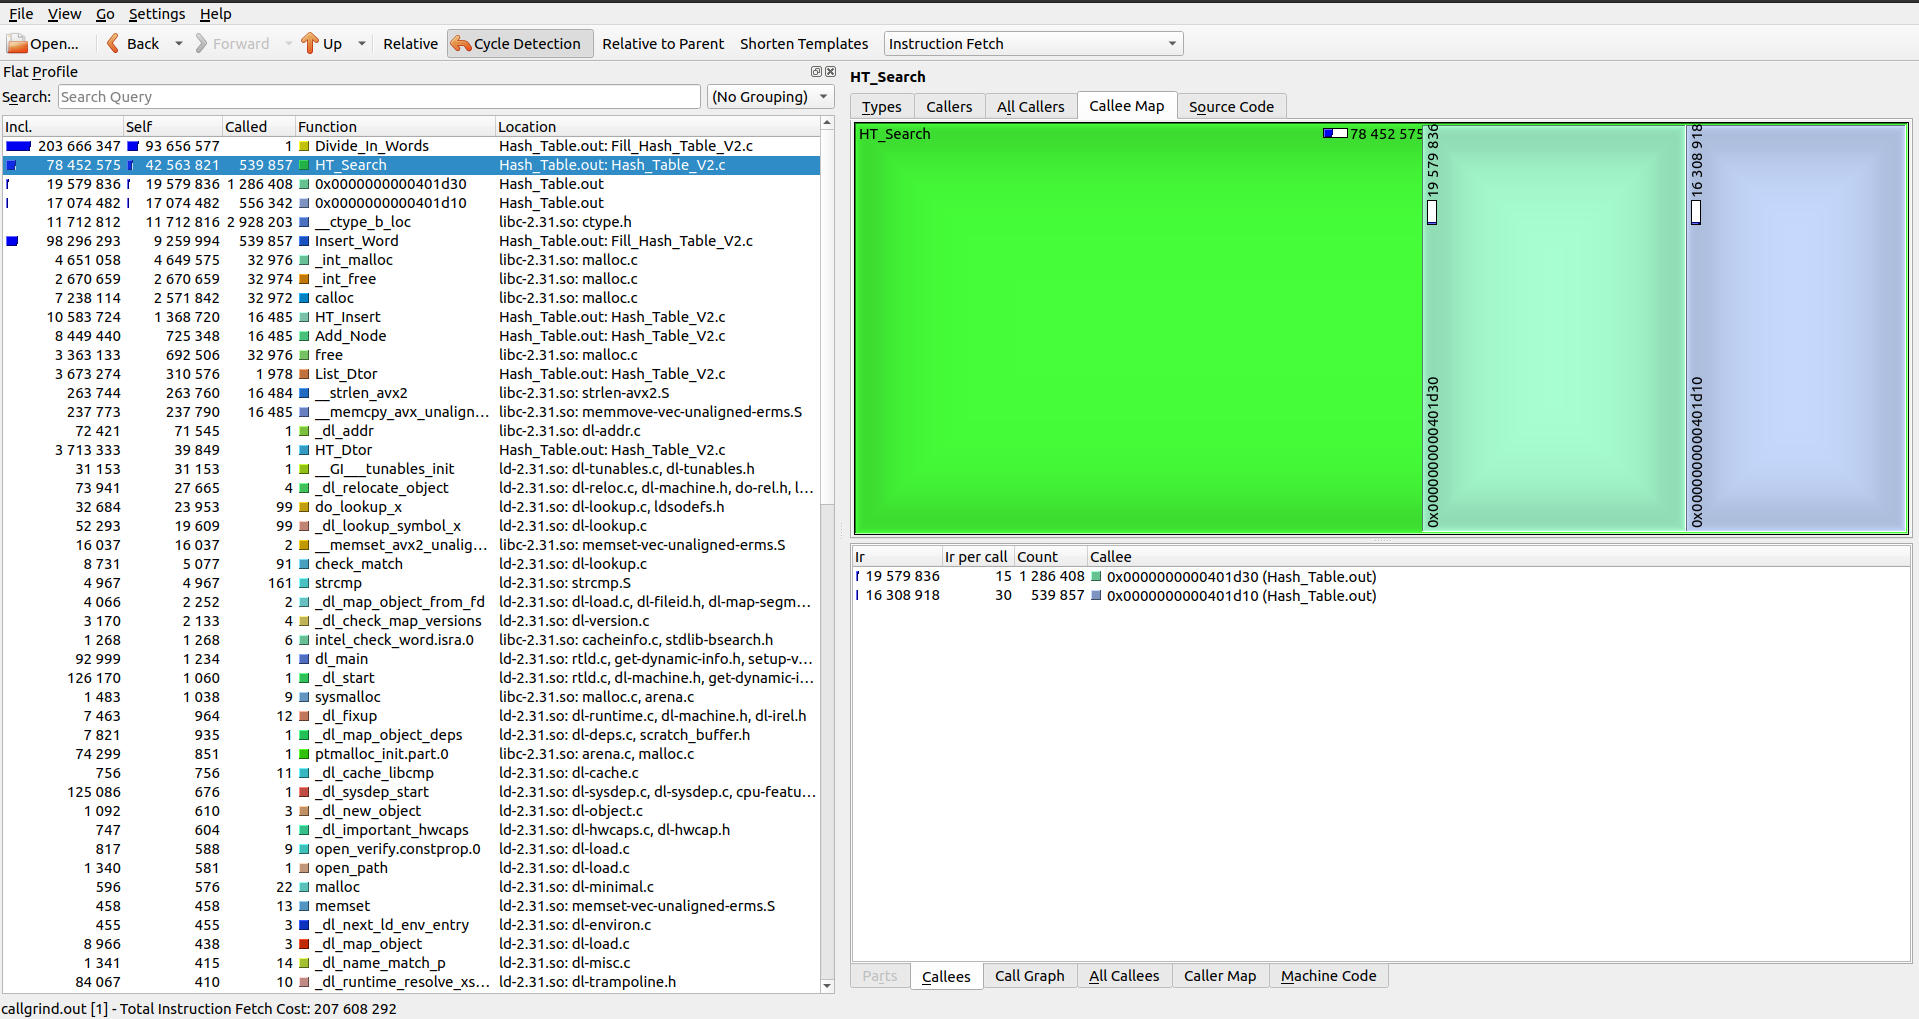 File View Go Settings Help
Open... Back Forward Up Relative Cycle Detection Relative to Parent Shorten Templates Instruction Fetch
Flat Profile
Search: Search Query (No Grouping)
Incl. Self Called Function Location
203 666 347 93 656 577 1 Divide_In_Words Hash_Table.out: Fill_Hash_Table_V2.c
78 452 575 42 563 821 539 857 HT_Search Hash_Table.out: Hash_Table_V2.c
19 579 836 19 579 836 1 286 408 0x0000000000401d30 Hash_Table.out
17 074 482 17 074 482 556 342 0x0000000000401d10 Hash_Table.out
11 712 812 11 712 816 2 928 203 __ctype_b_loc libc-2.31.so: ctype.h
98 296 293 9 259 994 539 857 Insert_Word Hash_Table.out: Fill_Hash_Table_V2.c
4 651 058 4 649 575 32 976 _int_malloc libc-2.31.so: malloc.c
2 670 659 2 670 659 32 974 _int_free libc-2.31.so: malloc.c
7 238 114 2 571 842 32 972 calloc libc-2.31.so: malloc.c
10 583 724 1 368 720 16 485 HT_Insert Hash_Table.out: Hash_Table_V2.c
8 449 440 725 348 16 485 Add_Node Hash_Table.out: Hash_Table_V2.c
3 363 133 692 506 32 976 free libc-2.31.so: malloc.c
3 673 274 310 576 1 978 List_Dtor Hash_Table.out: Hash_Table_V2.c
263 744 263 760 16 484 __strlen_avx2 libc-2.31.so: strlen-avx2.S
237 773 237 790 16 485 __memcpy_avx_unalign... libc-2.31.so: memmove-vec-unaligned-erms.S
72 421 71 545 1 _dl_addr libc-2.31.so: dl-addr.c
3 713 333 39 849 1 HT_Dtor Hash_Table.out: Hash_Table_V2.c
31 153 31 153 1 __GI___tunables_init ld-2.31.so: dl-tunables.c, dl-tunables.h
73 941 27 665 4 _dl_relocate_object ld-2.31.so: dl-reloc.c, dl-machine.h, do-rel.h, l...
32 684 23 953 99 do_lookup_x ld-2.31.so: dl-lookup.c, ldsodefs.h
52 293 19 609 99 _dl_lookup_symbol_x ld-2.31.so: dl-lookup.c
16 037 16 037 2 __memset_avx2_unalig... libc-2.31.so: memset-vec-unaligned-erms.S
8 731 5 077 91 check_match ld-2.31.so: dl-lookup.c
4 967 4 967 161 strcmp ld-2.31.so: strcmp.S
4 066 2 252 2 _dl_map_object_from_fd ld-2.31.so: dl-load.c, dl-fileid.h, dl-map-segm...
3 170 2 133 4 _dl_check_map_versions ld-2.31.so: dl-version.c
1 268 1 268 6 intel_check_word.isra.0 libc-2.31.so: cacheinfo.c, stdlib-bsearch.h
92 999 1 234 1 dl_main ld-2.31.so: rtld.c, get-dynamic-info.h, setup-v...
126 170 1 060 1 _dl_start ld-2.31.so: rtld.c, dl-machine.h, get-dynamic-i...
1 483 1 038 9 sysmalloc libc-2.31.so: malloc.c, arena.c
7 463 964 12 _dl_fixup ld-2.31.so: dl-runtime.c, dl-machine.h, dl-irel.h
7 821 935 1 _dl_map_object_deps ld-2.31.so: dl-deps.c, scratch_buffer.h
74 299 851 1 ptmalloc_init.part.0 libc-2.31.so: arena.c, malloc.c
756 756 11 _dl_cache_libcmp ld-2.31.so: dl-cache.c
125 086 676 1 _dl_sysdep_start ld-2.31.so: dl-sysdep.c, dl-sysdep.c, cpu-featu...
1 092 610 3 _dl_new_object ld-2.31.so: dl-object.c
747 604 1 _dl_important_hwcaps ld-2.31.so: dl-hwcaps.c, dl-hwcap.h
817 588 9 open_verify.constprop.0 ld-2.31.so: dl-load.c
1 340 581 1 open_path ld-2.31.so: dl-load.c
596 576 22 malloc ld-2.31.so: dl-minimal.c
458 458 13 memset ld-2.31.so: memset-vec-unaligned-erms.S
455 455 3 _dl_next_ld_env_entry ld-2.31.so: dl-environ.c
8 966 438 3 _dl_map_object ld-2.31.so: dl-load.c
1 341 415 14 _dl_name_match_p ld-2.31.so: dl-misc.c
84 067 410 10 _dl_runtime_resolve_xs... ld-2.31.so: dl-trampoline.h
HT_Search
Types Callers All Callers Callee Map Source Code
HT_Search 78 452 575
0x0000000000401d30 19 579 836
0x0000000000401d10 16 308 918
Ir Ir per call Count Callee
19 579 836 15 1 286 408 0x0000000000401d30 (Hash_Table.out)
16 308 918 30 539 857 0x0000000000401d10 (Hash_Table.out)
Parts Callees Call Graph All Callees Caller Map Machine Code
callgrind.out [1] - Total Instruction Fetch Cost: 207 608 292